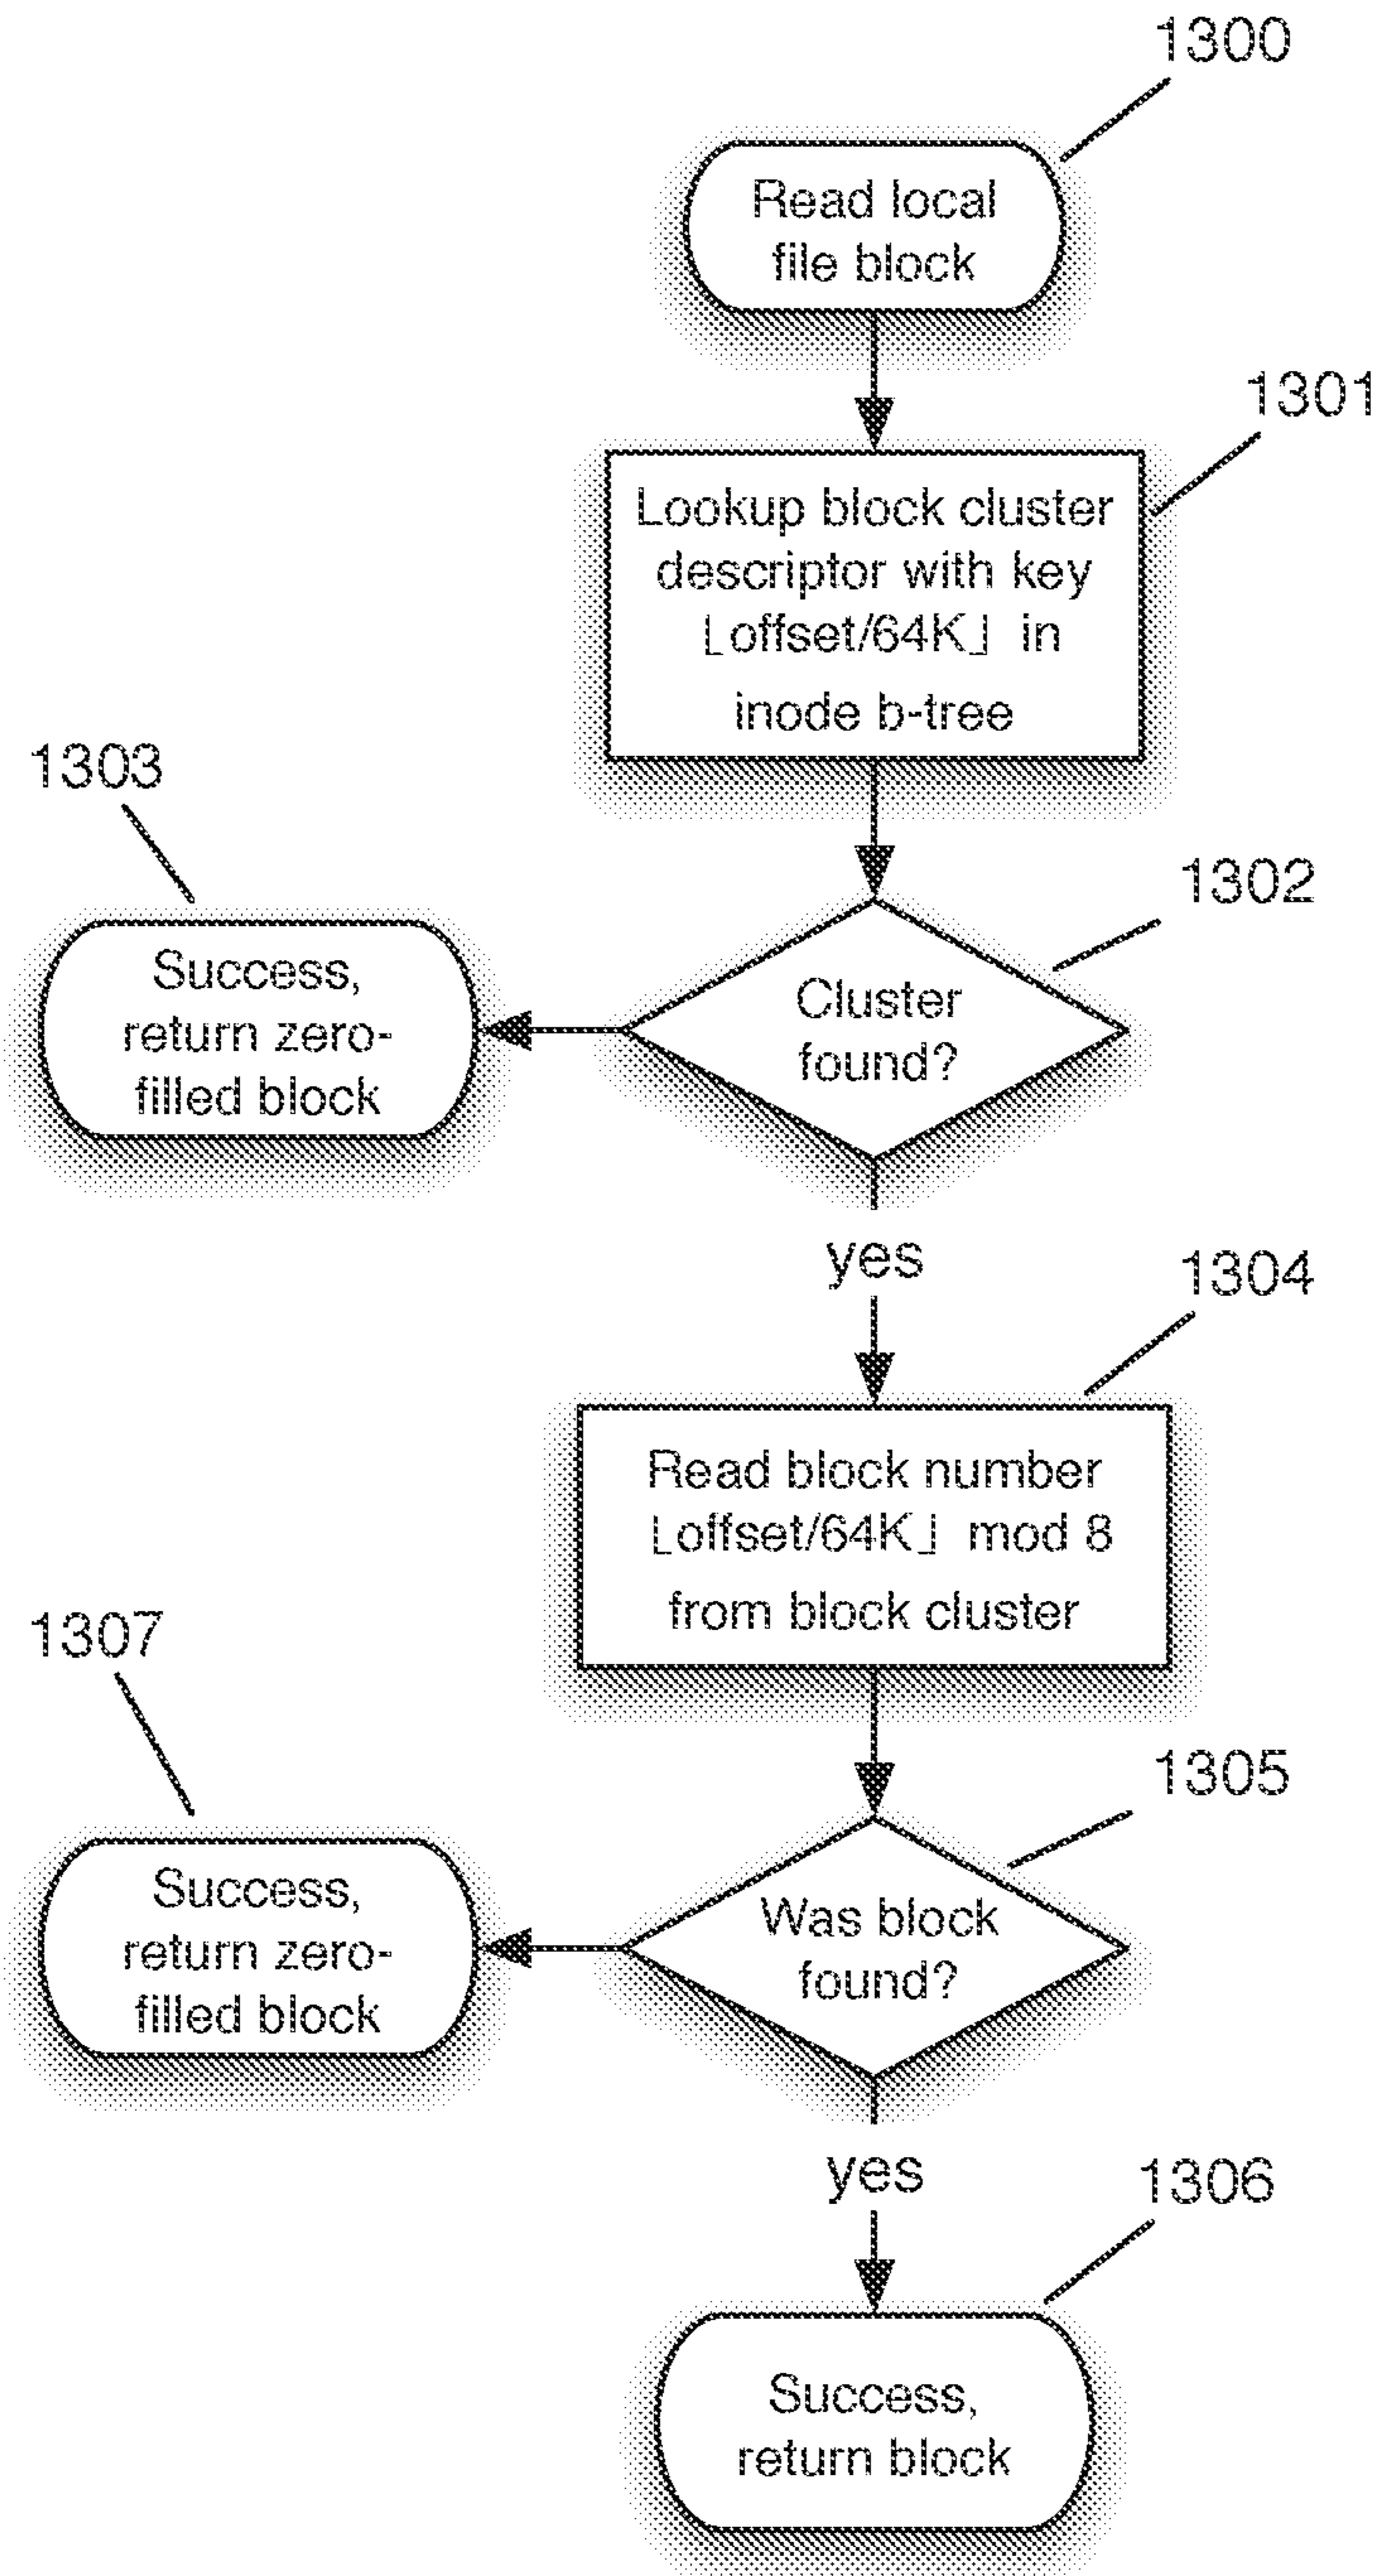 1300
Read local
file block
1301
Lookup block cluster
descriptor with key
⌊offset/64K⌋ in
inode b-tree
1303
1302
Success,
return zero-
filled block
Cluster
found?
yes
1304
Read block number
⌊offset/64K⌋ mod 8
from block cluster
1307
1305
Success,
return zero-
filled block
Was block
found?
yes
1306
Success,
return block